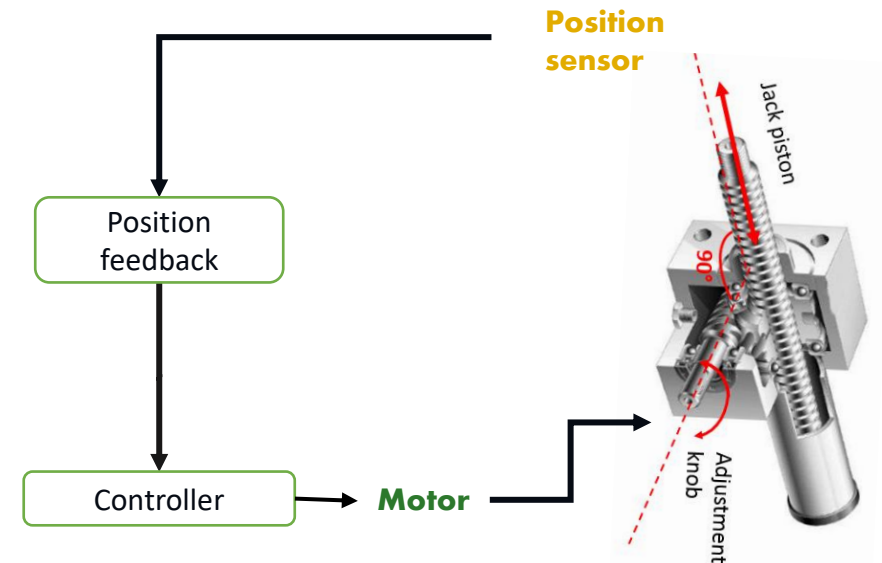 Position
sensor
Jack piston
Position
feedback
90°
Adjustment
knob
Controller
Motor